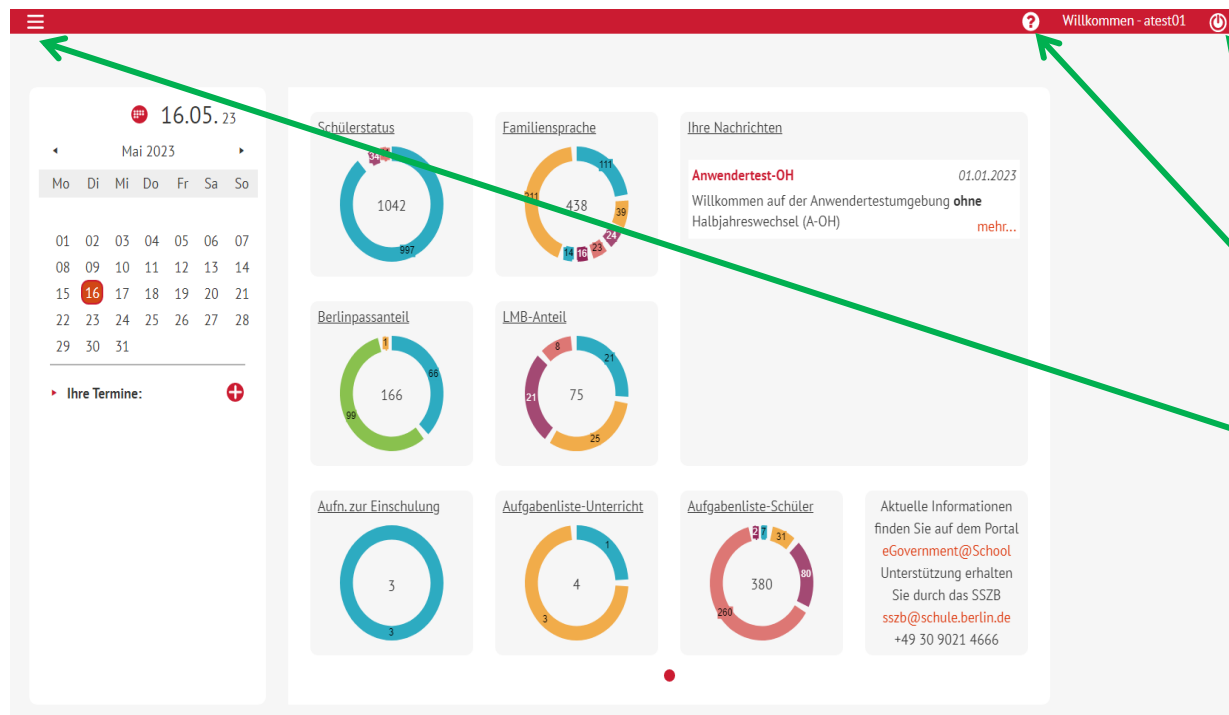 Willkommen - atest01
16.05. 23
Mai 2023
Mo Di Mi Do Fr Sa So
01 02 03 04 05 06 07
08 09 10 11 12 13 14
15 16 17 18 19 20 21
22 23 24 25 26 27 28
29 30 31
Ihre Termine:
Schülerstatus
34
1042
997
Familiensprache
111
438
39
24
23
16
14
Ihre Nachrichten
Anwendertest-OH 01.01.2023
Willkommen auf der Anwendertestumgebung ohne
Halbjahreswechsel (A-OH)
mehr...
Berlinpassanteil
1
66
166
99
LMB-Anteil
8
21
75
21
25
Aufn. zur Einschulung
3
3
Aufgabenliste-Unterricht
1
4
3
Aufgabenliste-Schüler
2 7 31
80
380
260
Aktuelle Informationen
finden Sie auf dem Portal
eGovernment@School
Unterstützung erhalten
Sie durch das SSZB
sszb@schule.berlin.de
+49 30 9021 4666